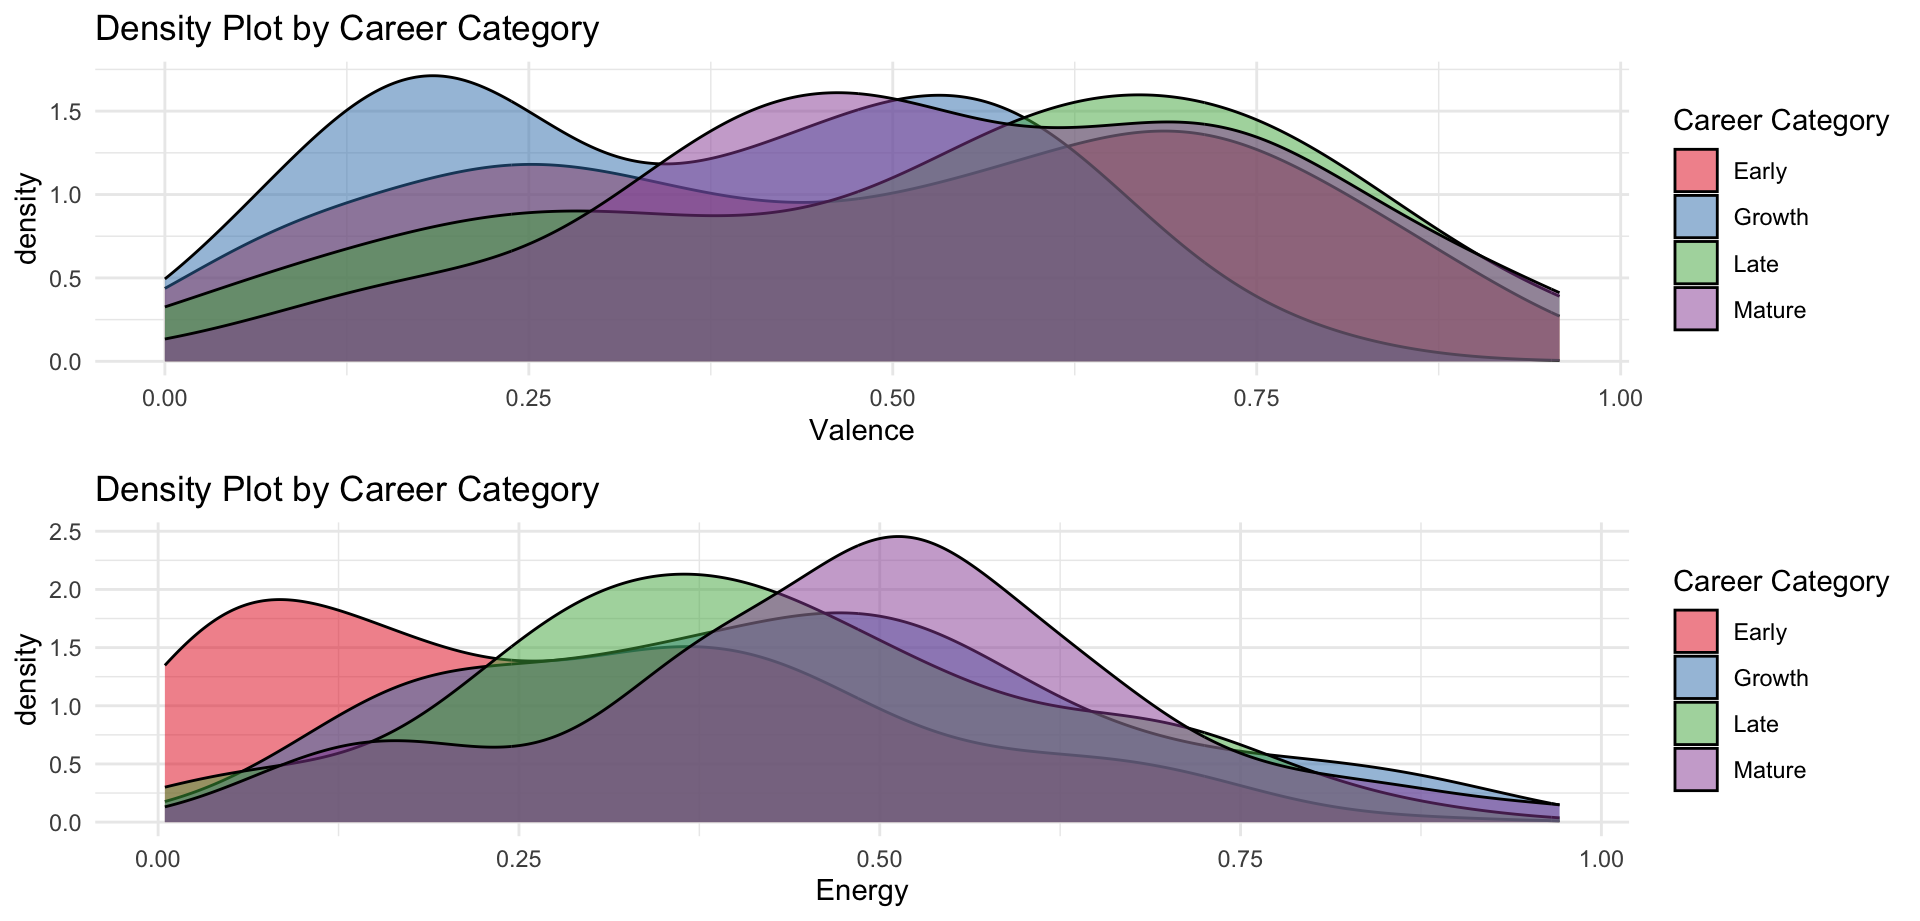 Density Plot by Career Category
density
1.5
1.0
0.5
0.0
0.00 0.25 0.50 0.75 1.00
Valence
Career Category
Early
Growth
Late
Mature
Density Plot by Career Category
density
2.5
2.0
1.5
1.0
0.5
0.0
0.00 0.25 0.50 0.75 1.00
Energy
Career Category
Early
Growth
Late
Mature